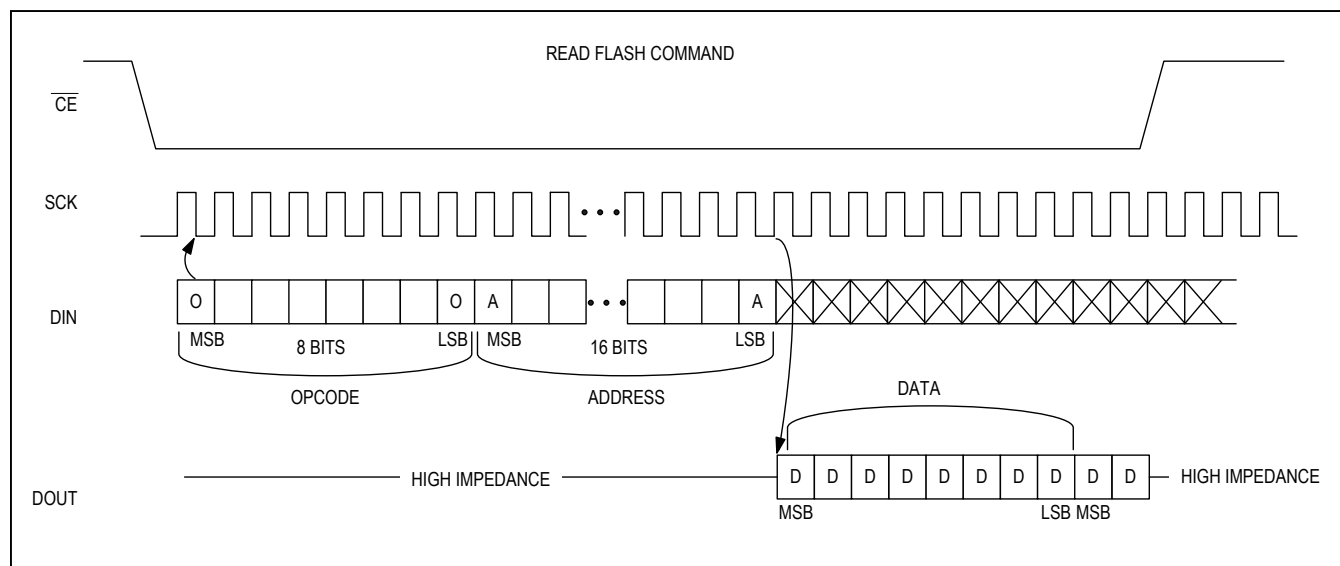 READ FLASH COMMAND
CE
SCK
DIN
O O A A
MSB 8 BITS LSB MSB 16 BITS LSB
OPCODE ADDRESS
DATA
DOUT
HIGH IMPEDANCE D D D D D D D D D D HIGH IMPEDANCE
MSB LSB MSB